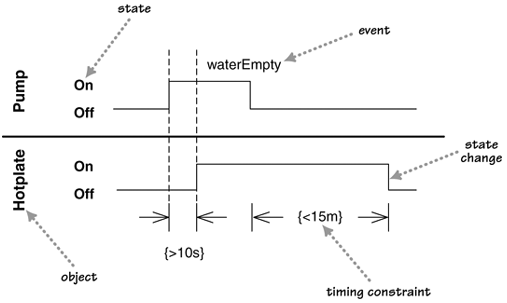 state
event
waterEmpty
Pump
On
Off
Hotplate
On
Off
state
change
{>10s}
{<15m}
object
timing constraint